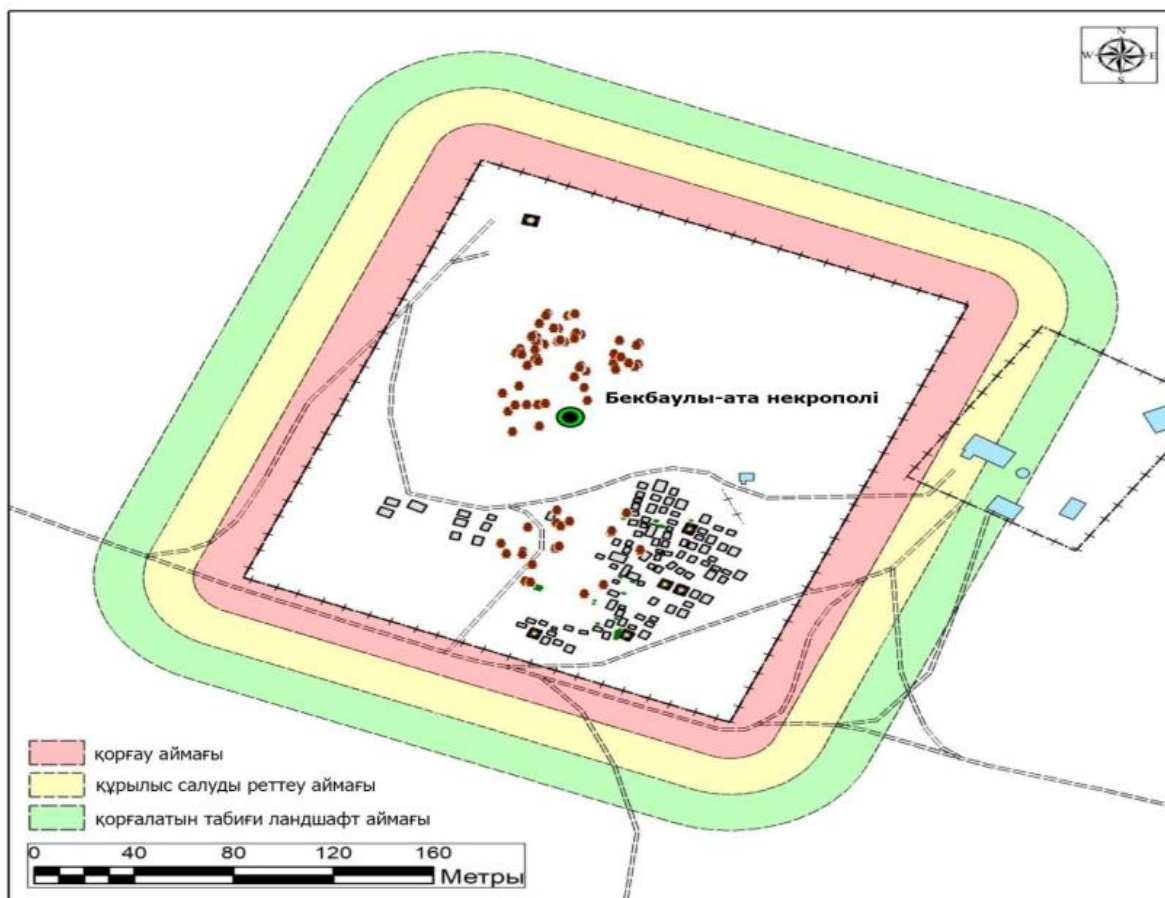 N
W E
S
Бекбаулы-ата некрополі
қорғау аймағы
құрылыс салуды реттеу аймағы
қорғалатын табиғи ландшафт аймағы
0 40 80 120 160
Метры